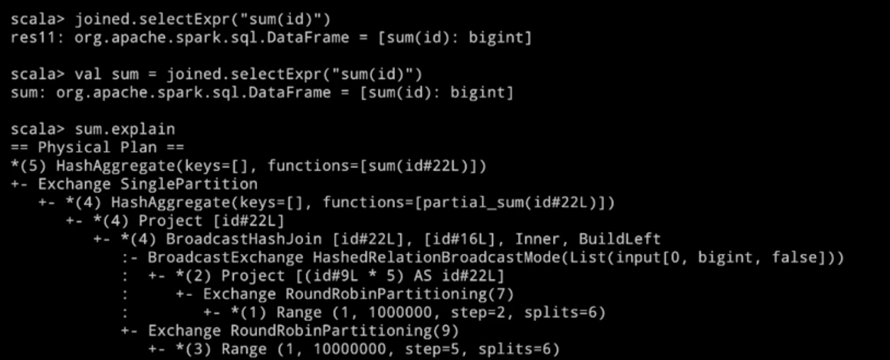 scala> joined.selectExpr("sum(id)")
res11: org.apache.spark.sql.DataFrame = [sum(id): bigint]
scala> val sum = joined.selectExpr("sum(id)")
sum: org.apache.spark.sql.DataFrame = [sum(id): bigint]
scala> sum.explain
== Physical Plan ==
*(5) HashAggregate(keys=[], functions=[sum(id#22L)])
+- Exchange SinglePartition
   +- *(4) HashAggregate(keys=[], functions=[partial_sum(id#22L)])
      +- *(4) Project [id#22L]
         +- *(4) BroadcastHashJoin [id#22L], [id#16L], Inner, BuildLeft
            :- BroadcastExchange HashedRelationBroadcastMode(List(input[0, bigint, false]))
            :  +- *(2) Project [(id#9L * 5) AS id#22L]
            :     +- Exchange RoundRobinPartitioning(7)
            :        +- *(1) Range (1, 1000000, step=2, splits=6)
            +- Exchange RoundRobinPartitioning(9)
               +- *(3) Range (1, 10000000, step=5, splits=6)